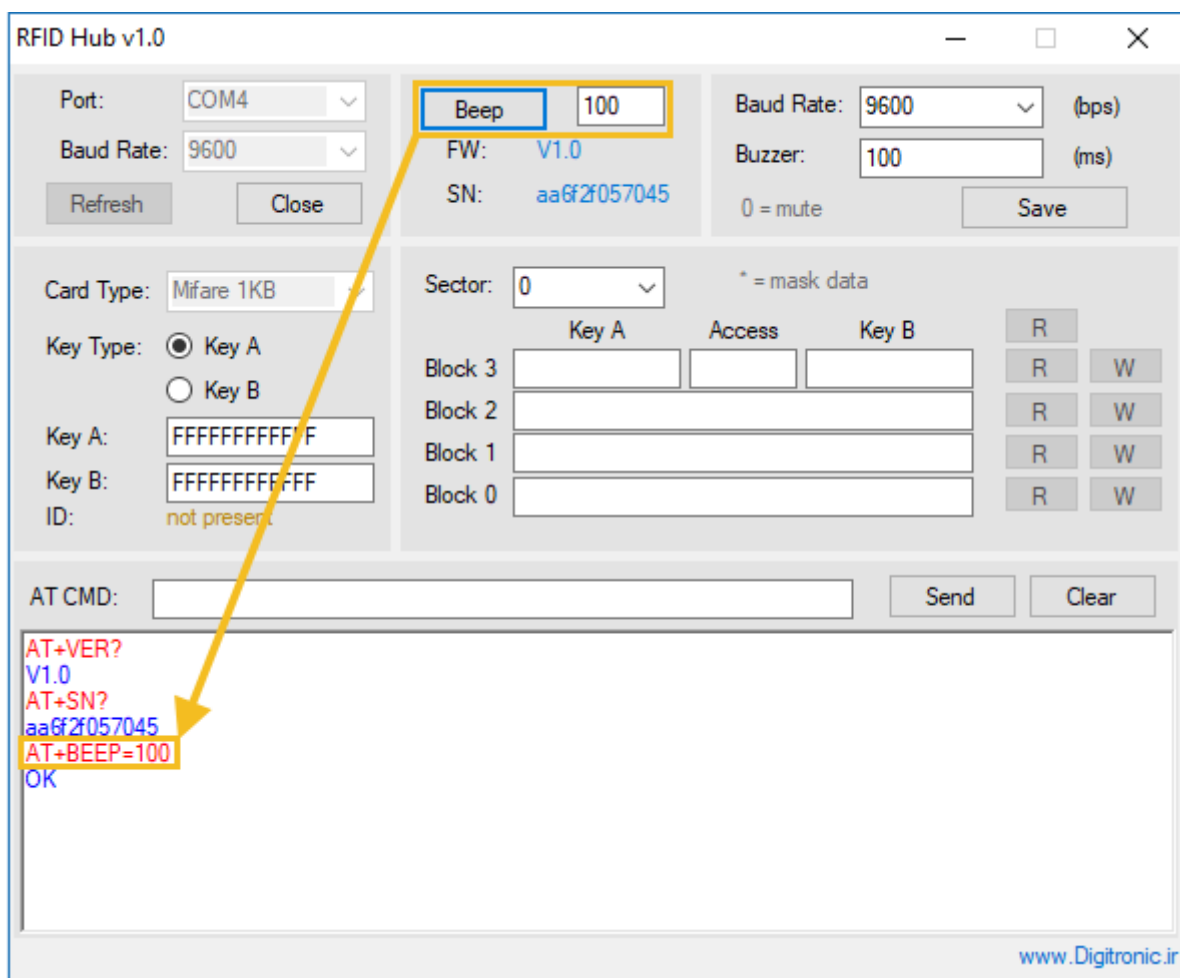 RFID Hub v1.0
Port: COM4
Baud Rate: 9600
Refresh Close
Beep 100
FW: V1.0
SN: aa6f2f057045
Baud Rate: 9600 (bps)
Buzzer: 100 (ms)
0 = mute Save
Card Type: Mifare 1KB
Key Type: Key A
Key B
Key A: FFFFFFFFFFFF
Key B: FFFFFFFFFFFF
ID: not present
Sector: 0 * = mask data
Key A Access Key B R
Block 3 R W
Block 2 R W
Block 1 R W
Block 0 R W
AT CMD: Send Clear
AT+VER?
V1.0
AT+SN?
aa6f2f057045
AT+BEEP=100
OK
www.Digitronic.ir